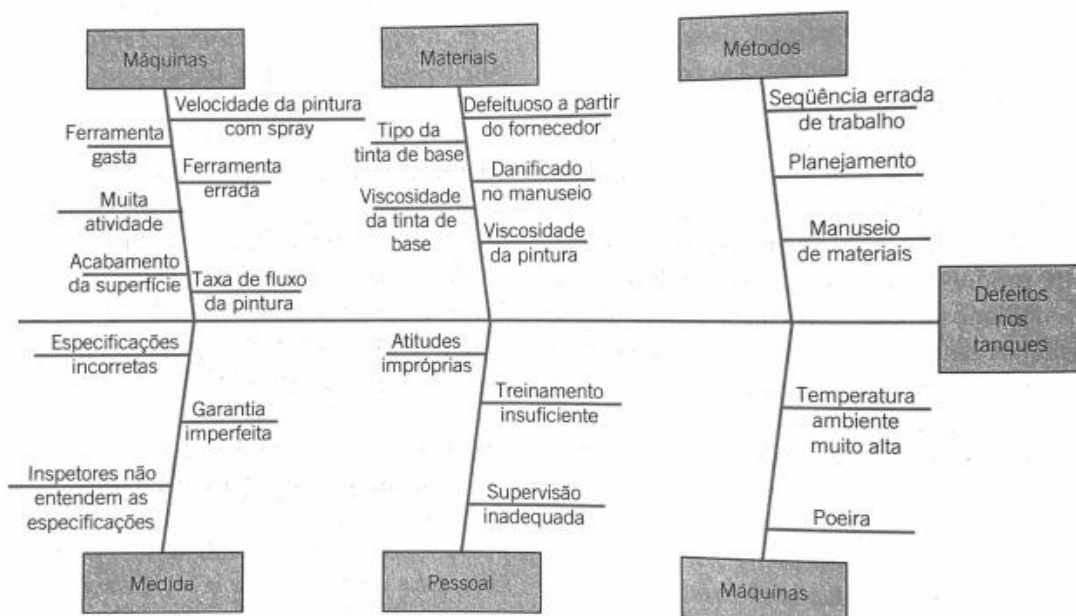 Máquinas
Velocidade da pintura
com spray
Ferramenta
gasta
Ferramenta
errada
Muita
atividade
Acabamento
da superfície
Taxa de fluxo
da pintura
Materiais
Defeituoso a partir
do fornecedor
Tipo da
tinta de base
Danificado
no manuseio
Viscosidade
da tinta de
base
Viscosidade
da pintura
Métodos
Seqüência errada
de trabalho
Planejamento
Manuseio
de materiais
Defeitos
nos
tanques
Especificações
incorretas
Garantia
imperfeita
Inspetores não
entendem as
especificações
Medida
Atitudes
impróprias
Treinamento
insuficiente
Supervisão
inadequada
Pessoal
Temperatura
ambiente
muito alta
Poeira
Máquinas